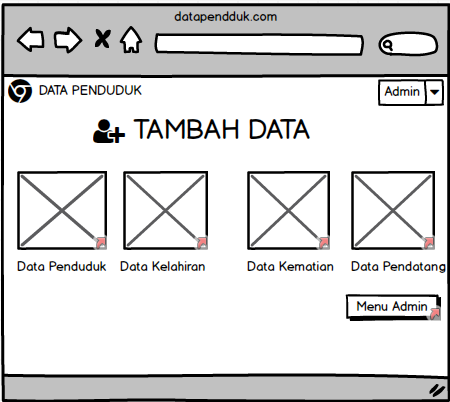 datapendduk.com
DATA PENDUDUK
Admin
TAMBAH DATA
Data Penduduk Data Kelahiran Data Kematian Data Pendatang
Menu Admin